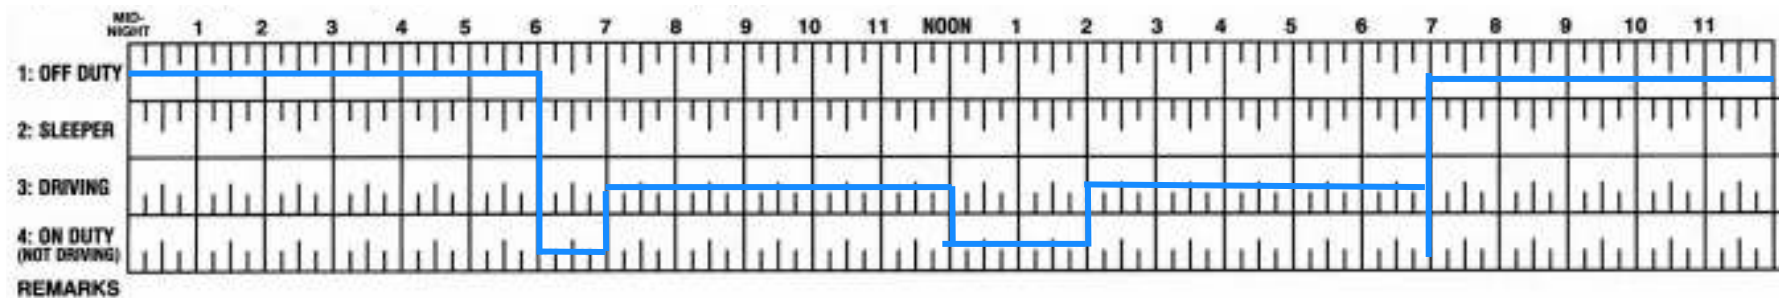 MID-NIGHT 1 2 3 4 5 6 7 8 9 10 11 NOON 1 2 3 4 5 6 7 8 9 10 11
1: OFF DUTY
2: SLEEPER
3: DRIVING
4: ON DUTY
(NOT DRIVING)
REMARKS